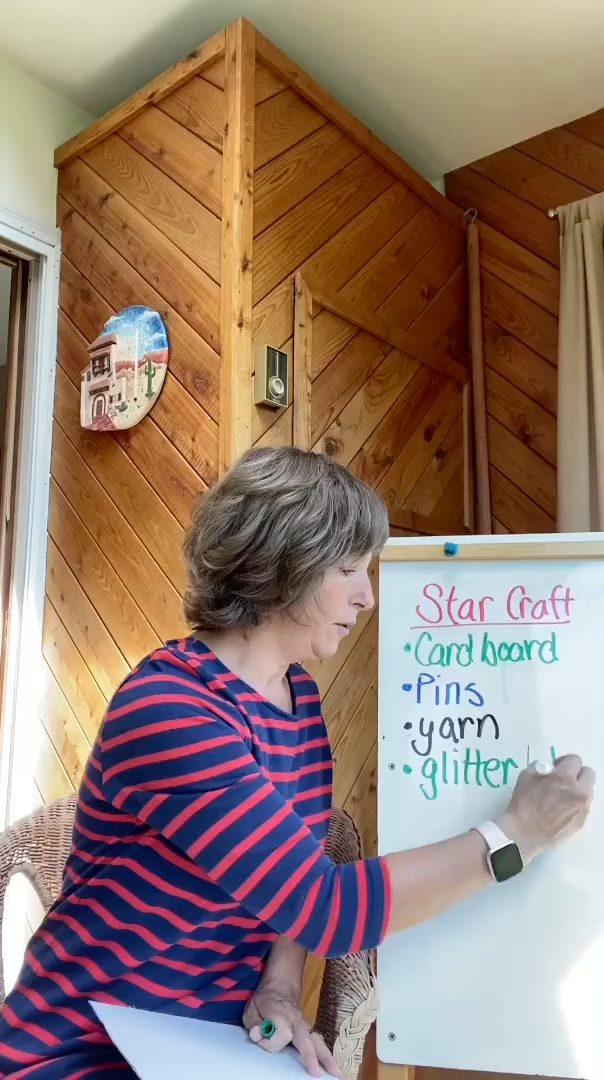 Star Craft
• Cardboard
• Pins
• yarn
• glitter